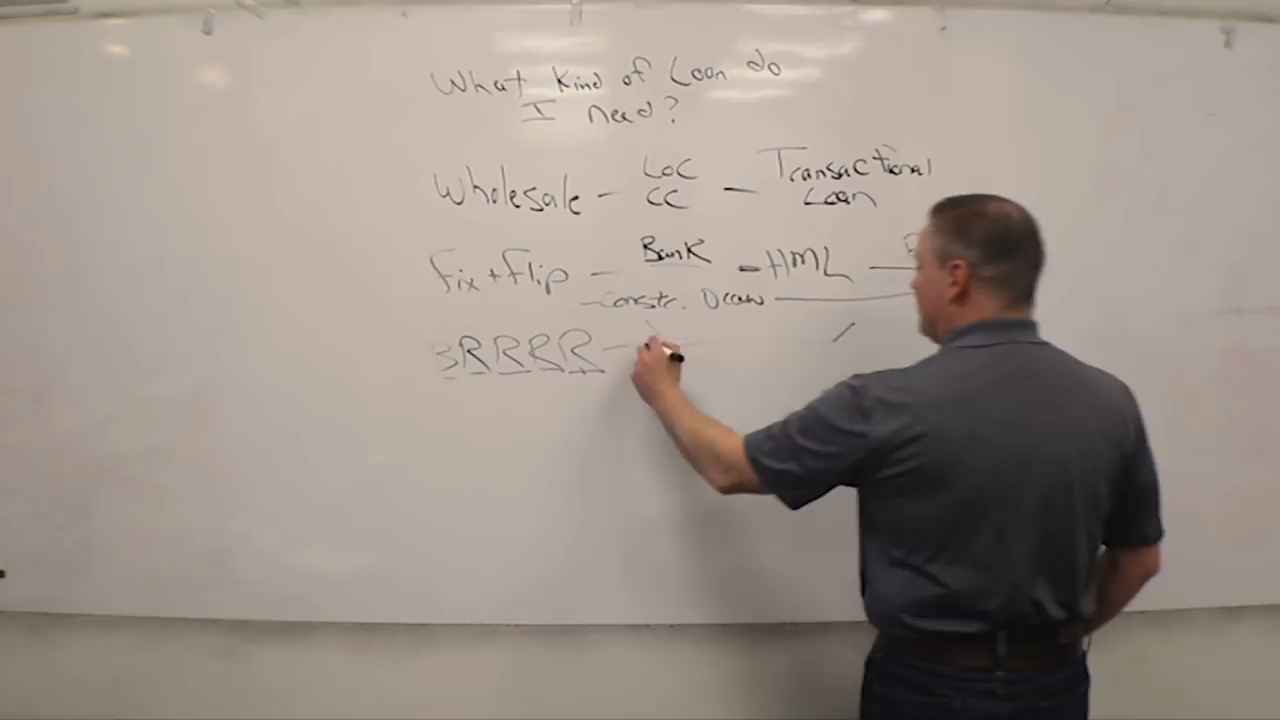 What Kind of Loan do
I need?
Wholesale - LOC CC - Transactional Loan
Fix + Flip - Bank - HML -
- Constr. Draw -
BRRRR -